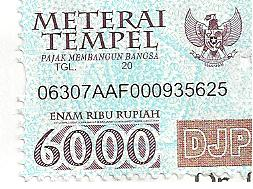 METERAI
TEMPEL
PAJAK MEMBANGUN BANGSA
TGL. 20
06307AAF000935625
ENAM RIBU RUPIAH
6000 DJP